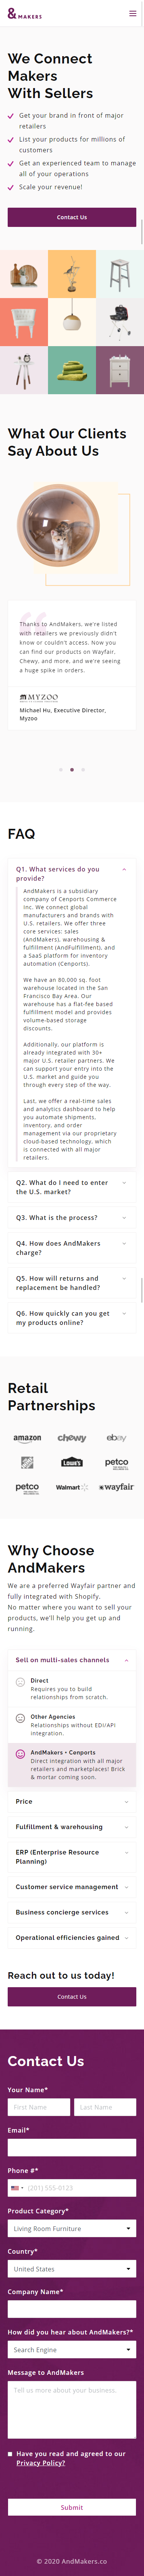 & MAKERS
We Connect
Makers
With Sellers
Get your brand in front of major
retailers
List your products for millions of
customers
Get an experienced team to manage
all of your operations
Scale your revenue!
Contact Us
What Our Clients
Say About Us
Thanks to AndMakers, we're listed
with retailers we previously didn't
know or couldn't access. Now you
can find our products on Wayfair,
Chewy, and more, and we're seeing
a huge spike in orders.
MYZOO
Michael Hu, Executive Director,
Myzoo
FAQ
Q1. What services do you
provide?
AndMakers is a subsidiary
company of Cenports Commerce
Inc. We connect global
manufacturers and brands with
U.S. retailers. We offer three
core services: sales
(AndMakers), warehousing &
fulfillment (AndFulfillment), and
a SaaS platform for inventory
automation (Cenports).
We have an 80,000 sq. foot
warehouse located in the San
Francisco Bay Area. Our
warehouse has a flat-fee based
fulfillment model and provides
volume-based storage
discounts.
Additionally, our platform is
already integrated with 30+
major U.S. retailer partners. We
can support your entry into the
U.S. market and guide you
through every step of the way.
Last, we offer a real-time sales
and analytics dashboard to help
you automate shipments,
inventory, and order
management via our proprietary
cloud-based technology, which
is connected with all major
retailers.
Q2. What do I need to enter
the U.S. market?
Q3. What is the process?
Q4. How does AndMakers
charge?
Q5. How will returns and
replacement be handled?
Q6. How quickly can you get
my products online?
Retail
Partnerships
amazon
chewy
ebay
LOWE'S
petco
petco
Walmart
wayfair
Why Choose
AndMakers
We are a preferred Wayfair partner and
fully integrated with Shopify.
No matter where you want to sell your
products, we'll help you get up and
running.
Sell on multi-sales channels
Direct
Requires you to build
relationships from scratch.
Other Agencies
Relationships without EDI/API
integration.
AndMakers + Cenports
Direct integration with all major
retailers and marketplaces! Brick
& mortar coming soon.
Price
Fulfillment & warehousing
ERP (Enterprise Resource
Planning)
Customer service management
Business concierge services
Operational efficiencies gained
Reach out to us today!
Contact Us
Contact Us
Your Name*
First Name
Last Name
Email*
Phone #*
(201) 555-0123
Product Category*
Living Room Furniture
Country*
United States
Company Name*
How did you hear about AndMakers?*
Search Engine
Message to AndMakers
Tell us more about your business.
Have you read and agreed to our
Privacy Policy?
Submit
© 2020 AndMakers.co